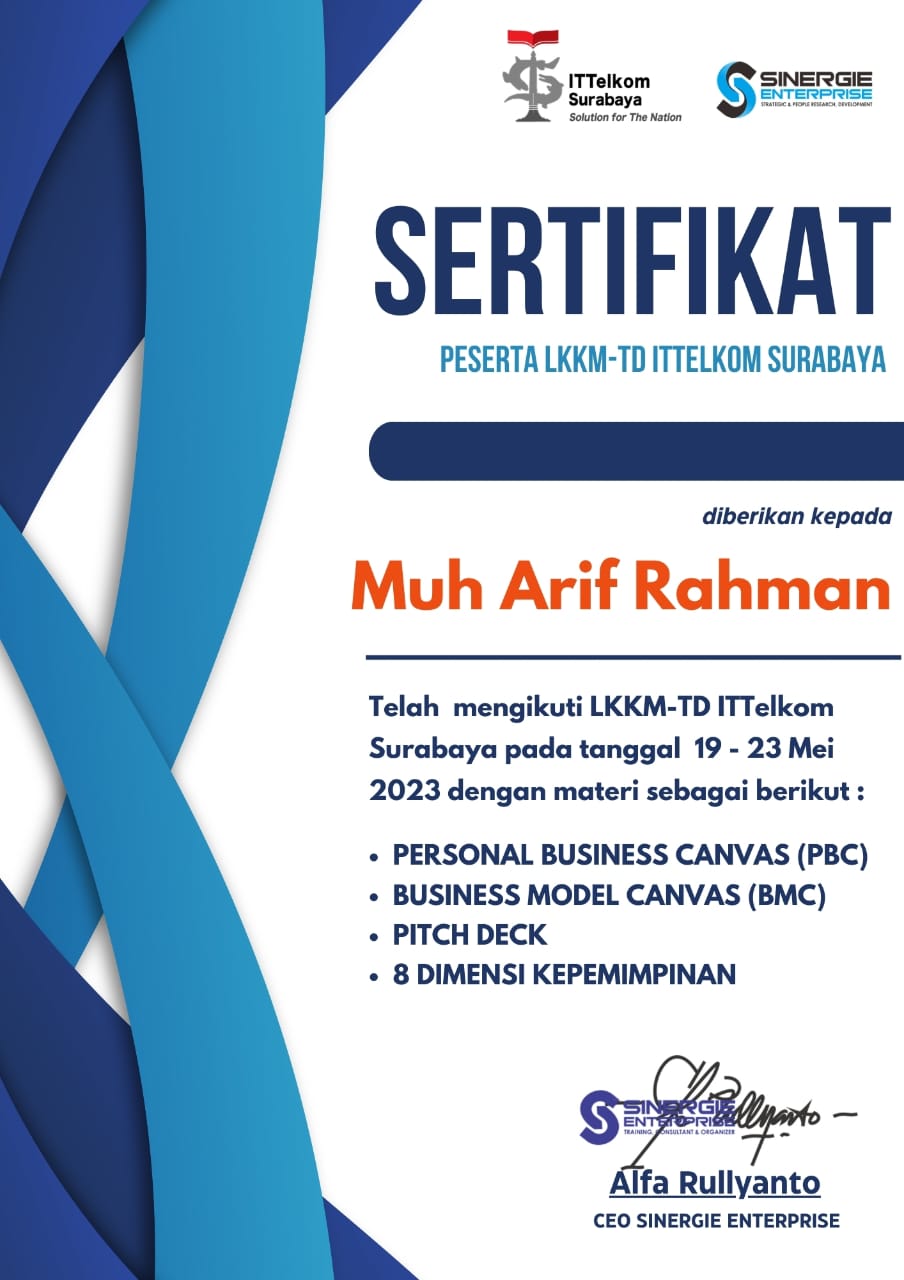 ITTelkom
Surabaya
Solution for The Nation
SINERGIE
ENTERPRISE
STRATEGIC & PEOPLE RESEARCH, DEVELOPMENT
SERTIFIKAT
PESERTA LKKM-TD ITTELKOM SURABAYA
diberikan kepada
Muh Arif Rahman
Telah mengikuti LKKM-TD ITTelkom
Surabaya pada tanggal 19 - 23 Mei
2023 dengan materi sebagai berikut :
• PERSONAL BUSINESS CANVAS (PBC)
• BUSINESS MODEL CANVAS (BMC)
• PITCH DECK
• 8 DIMENSI KEPEMIMPINAN
SINERGIE
ENTERPRISE
TRAINING, CONSULTANT & ORGANIZER
Alfa Rullyanto
CEO SINERGIE ENTERPRISE